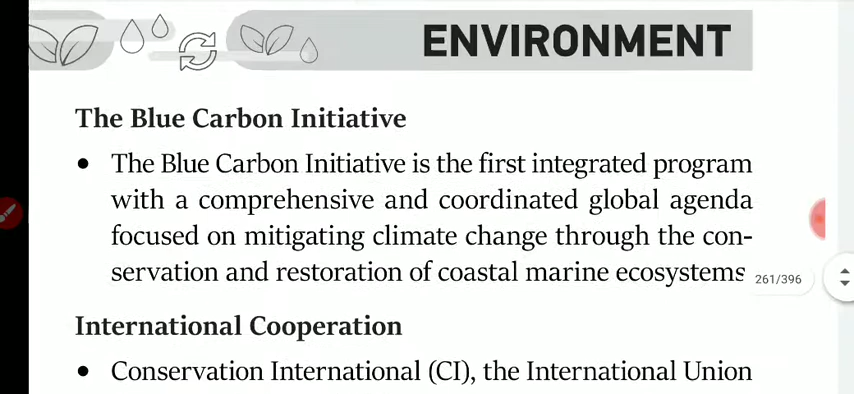 ENVIRONMENT
The Blue Carbon Initiative
• The Blue Carbon Initiative is the first integrated program
with a comprehensive and coordinated global agenda
focused on mitigating climate change through the con-
servation and restoration of coastal marine ecosystems
261/396
International Cooperation
• Conservation International (CI), the International Union